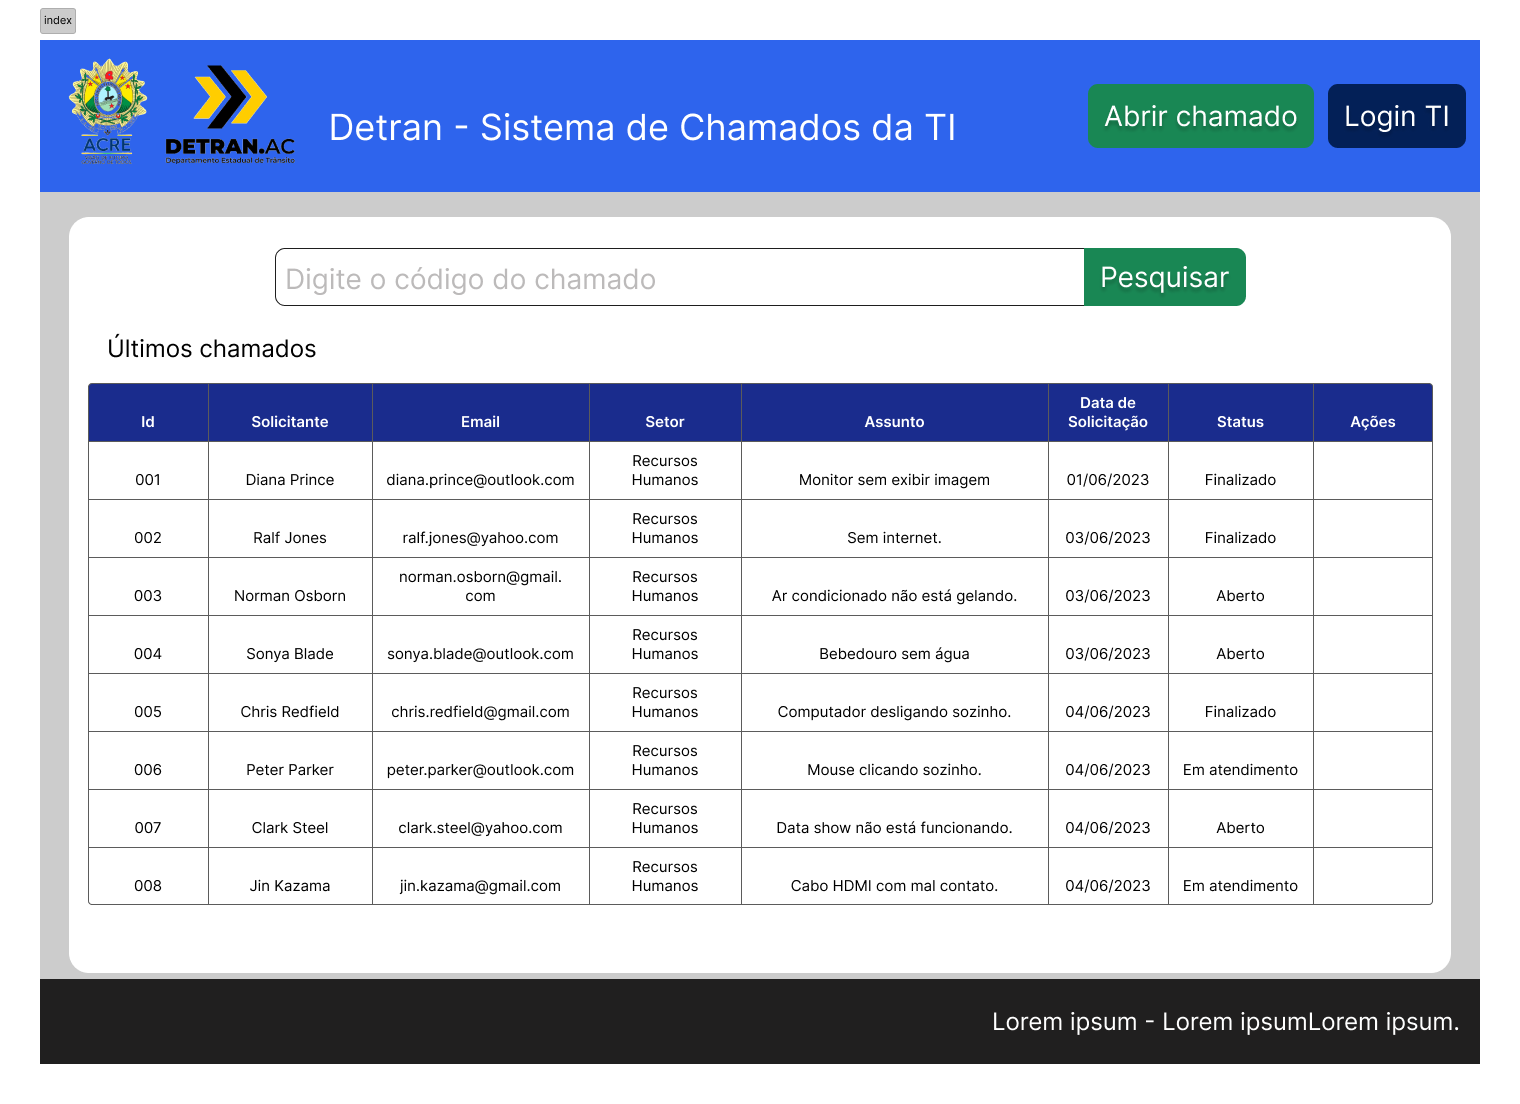 index
ACRE
DETRAN.AC
Departamento Estadual de Trânsito
Detran - Sistema de Chamados da TI
Abrir chamado
Login TI
Digite o código do chamado
Pesquisar
Últimos chamados
Id
Solicitante
Email
Setor
Assunto
Data de
Solicitação
Status
Ações
001
Diana Prince
diana.prince@outlook.com
Recursos
Humanos
Monitor sem exibir imagem
01/06/2023
Finalizado
002
Ralf Jones
ralf.jones@yahoo.com
Recursos
Humanos
Sem internet.
03/06/2023
Finalizado
003
Norman Osborn
norman.osborn@gmail.
com
Recursos
Humanos
Ar condicionado não está gelando.
03/06/2023
Aberto
004
Sonya Blade
sonya.blade@outlook.com
Recursos
Humanos
Bebedouro sem água
03/06/2023
Aberto
005
Chris Redfield
chris.redfield@gmail.com
Recursos
Humanos
Computador desligando sozinho.
04/06/2023
Finalizado
006
Peter Parker
peter.parker@outlook.com
Recursos
Humanos
Mouse clicando sozinho.
04/06/2023
Em atendimento
007
Clark Steel
clark.steel@yahoo.com
Recursos
Humanos
Data show não está funcionando.
04/06/2023
Aberto
008
Jin Kazama
jin.kazama@gmail.com
Recursos
Humanos
Cabo HDMI com mal contato.
04/06/2023
Em atendimento
Lorem ipsum - Lorem ipsumLorem ipsum.